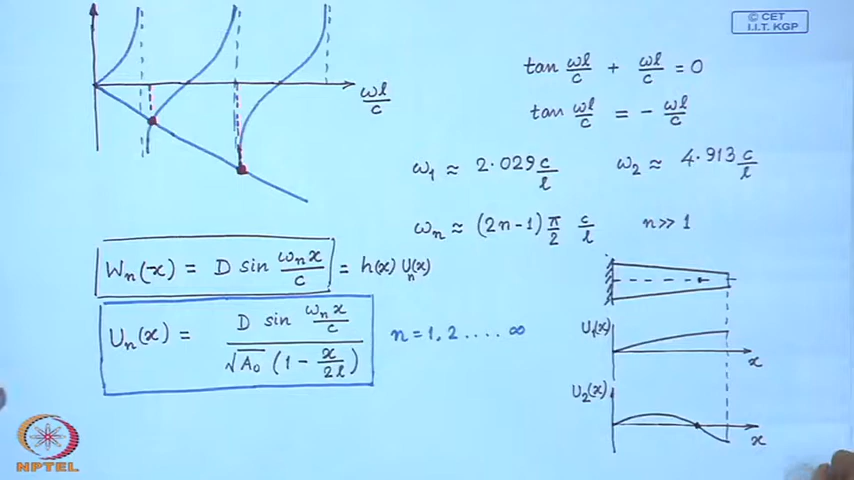 © CET
I.I.T. KGP
ωl/c
tan ωl/c + ωl/c = 0
tan ωl/c = - ωl/c
ω₁ ≈ 2.029 c/l
ω₂ ≈ 4.913 c/l
ωₙ ≈ (2n-1) π/2 c/l
n >> 1
Wₙ(x) = D sin ωₙx/c = h(x) Uₙ(x)
Uₙ(x) = D sin ωₙx/c / √A₀ (1 - x/2l)
n = 1, 2 .... ∞
U₁(x)
x
U₂(x)
x
NPTEL